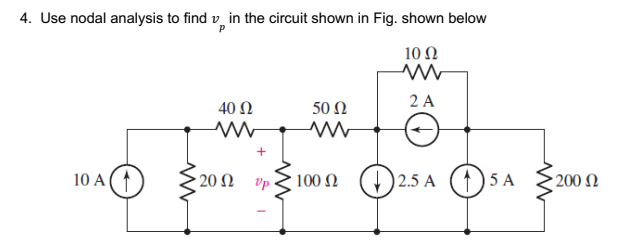 4. Use nodal analysis to find v_p in the circuit shown in Fig. shown below
10 Ω
40 Ω 50 Ω 2 A
+
10 A 20 Ω vp 100 Ω 2.5 A 5 A 200 Ω
−